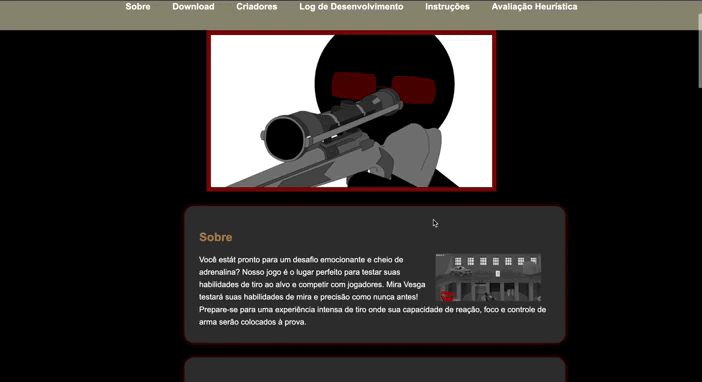 Sobre Download Criadores Log de Desenvolvimento Instruções Avaliação Heurística
Sobre
Você estát pronto para um desafio emocionante e cheio de
adrenalina? Nosso jogo é o lugar perfeito para testar suas
habilidades de tiro ao alvo e competir com jogadores. Mira Vesga
testará suas habilidades de mira e precisão como nunca antes!
Prepare-se para uma experiência intensa de tiro onde sua capacidade de reação, foco e controle de
arma serão colocados à prova.